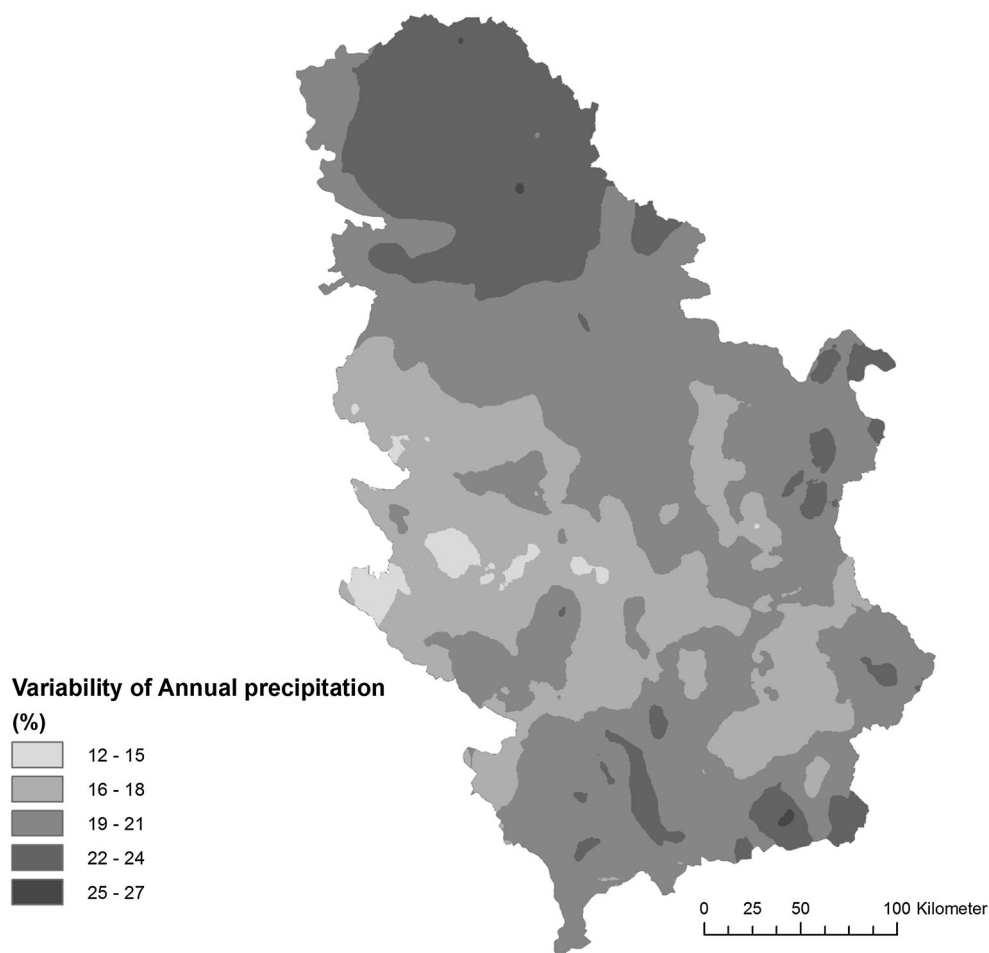 Variability of Annual precipitation
(%)
12 - 15
16 - 18
19 - 21
22 - 24
25 - 27
0 25 50 100 Kilometer